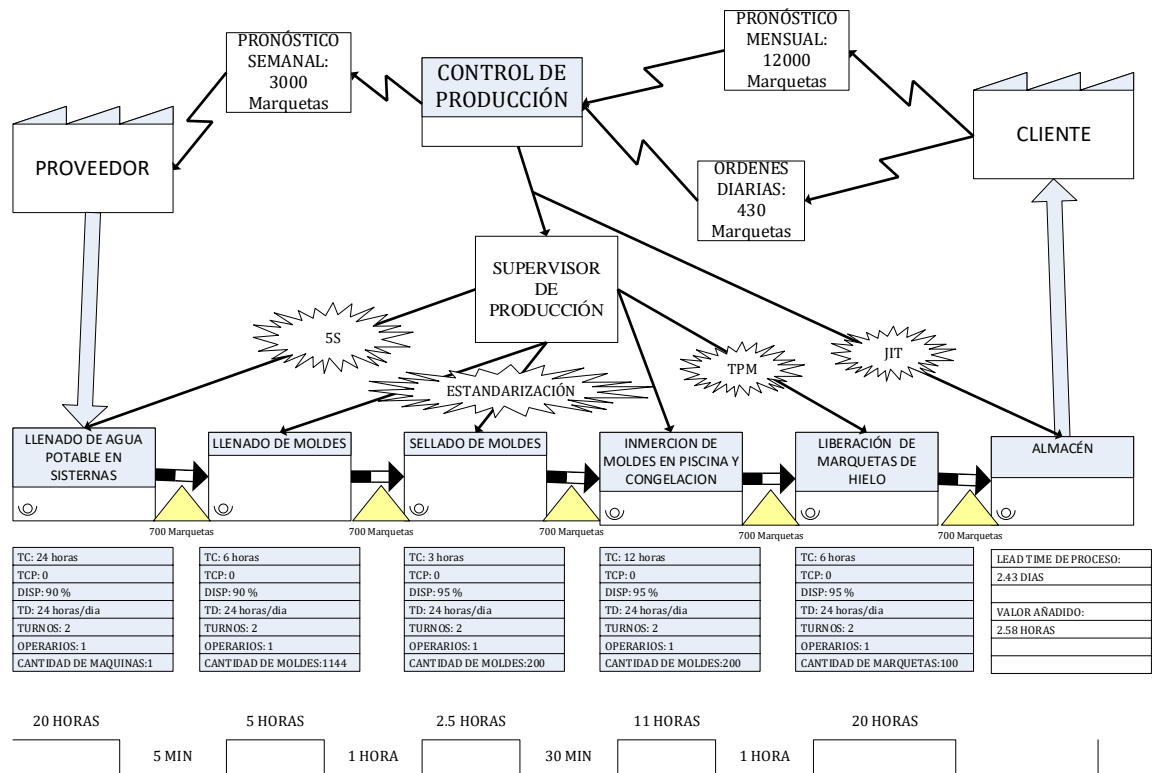 PRONÓSTICO
SEMANAL:
3000
Marquetas
CONTROL DE
PRODUCCIÓN
PRONÓSTICO
MENSUAL:
12000
Marquetas
PROVEEDOR
CLIENTE
ORDENES
DIARIAS:
430
Marquetas
SUPERVISOR
DE
PRODUCCIÓN
5S
ESTANDARIZACIÓN
TPM
JIT
LLENADO DE AGUA
POTABLE EN
SISTERNAS
LLENADO DE MOLDES
SELLADO DE MOLDES
INMERCION DE
MOLDES EN PISCINA Y
CONGELACION
LIBERACIÓN DE
MARQUETAS DE
HIELO
ALMACÉN
700 Marquetas
700 Marquetas
700 Marquetas
700 Marquetas
700 Marquetas
TC: 24 horas
TCP: 0
DISP: 90 %
TD: 24 horas/dia
TURNOS: 2
OPERARIOS: 1
CANTIDAD DE MAQUINAS:1
TC: 6 horas
TCP: 0
DISP: 90 %
TD: 24 horas/dia
TURNOS: 2
OPERARIOS: 1
CANTIDAD DE MOLDES:1144
TC: 3 horas
TCP: 0
DISP: 95 %
TD: 24 horas/dia
TURNOS: 2
OPERARIOS: 1
CANTIDAD DE MOLDES:200
TC: 12 horas
TCP: 0
DISP: 95 %
TD: 24 horas/dia
TURNOS: 2
OPERARIOS: 1
CANTIDAD DE MOLDES:200
TC: 6 horas
TCP: 0
DISP: 95 %
TD: 24 horas/dia
TURNOS: 2
OPERARIOS: 1
CANTIDAD DE MARQUETAS:100
LEAD TIME DE PROCESO:
2.43 DIAS
VALOR AÑADIDO:
2.58 HORAS
20 HORAS
5 HORAS
2.5 HORAS
11 HORAS
20 HORAS
5 MIN
1 HORA
30 MIN
1 HORA